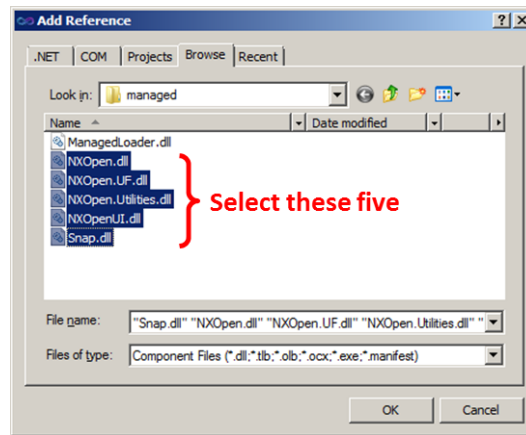 Add Reference
.NET COM Projects Browse Recent
Look in: managed
Name Date modified
ManagedLoader.dll
NXOpen.dll
NXOpen.UF.dll
NXOpen.Utilities.dll
NXOpenUI.dll
Snap.dll
Select these five
File name: "Snap.dll" "NXOpen.dll" "NXOpen.UF.dll" "NXOpen.Utilities.dll" "
Files of type: Component Files (*.dll;*.tlb;*.olb;*.ocx;*.exe;*.manifest)
OK Cancel